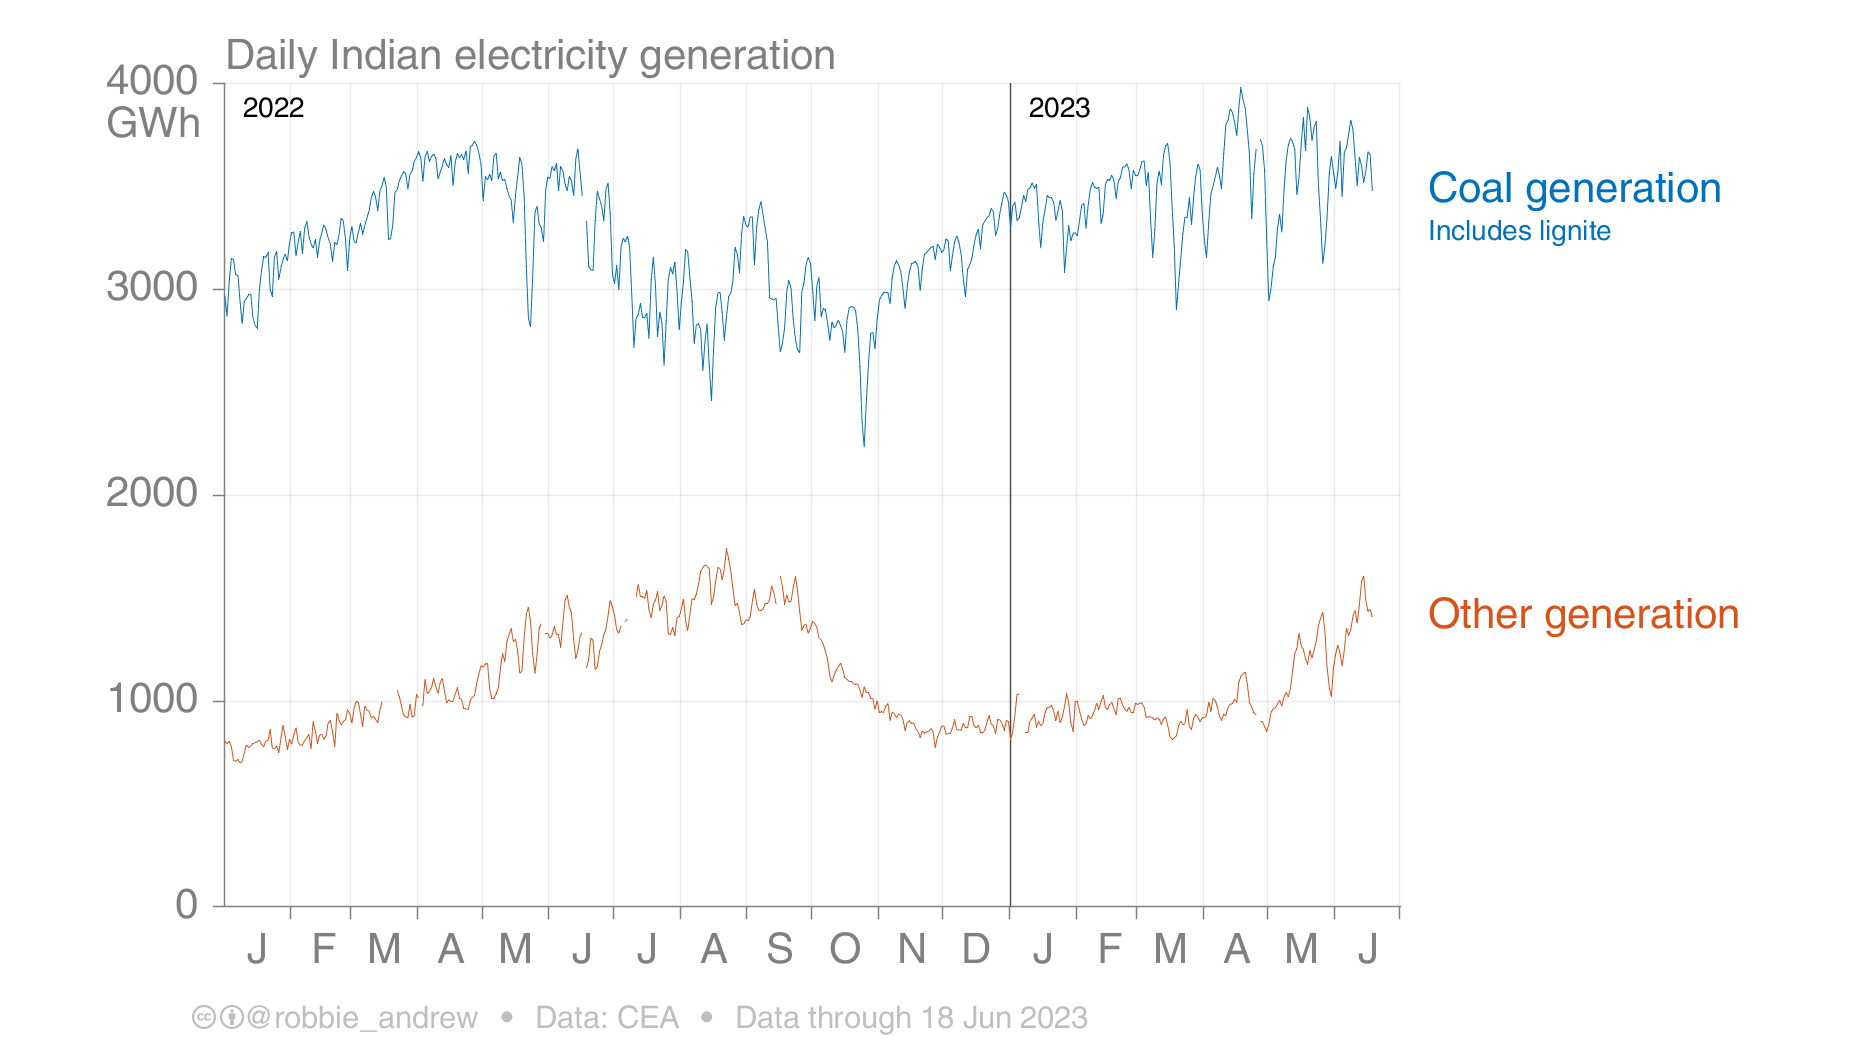 Daily Indian electricity generation
4000
GWh
2022
2023
Coal generation
Includes lignite
3000
2000
Other generation
1000
0
J F M A M J J A S O N D J F M A M J
@robbie_andrew • Data: CEA • Data through 18 Jun 2023